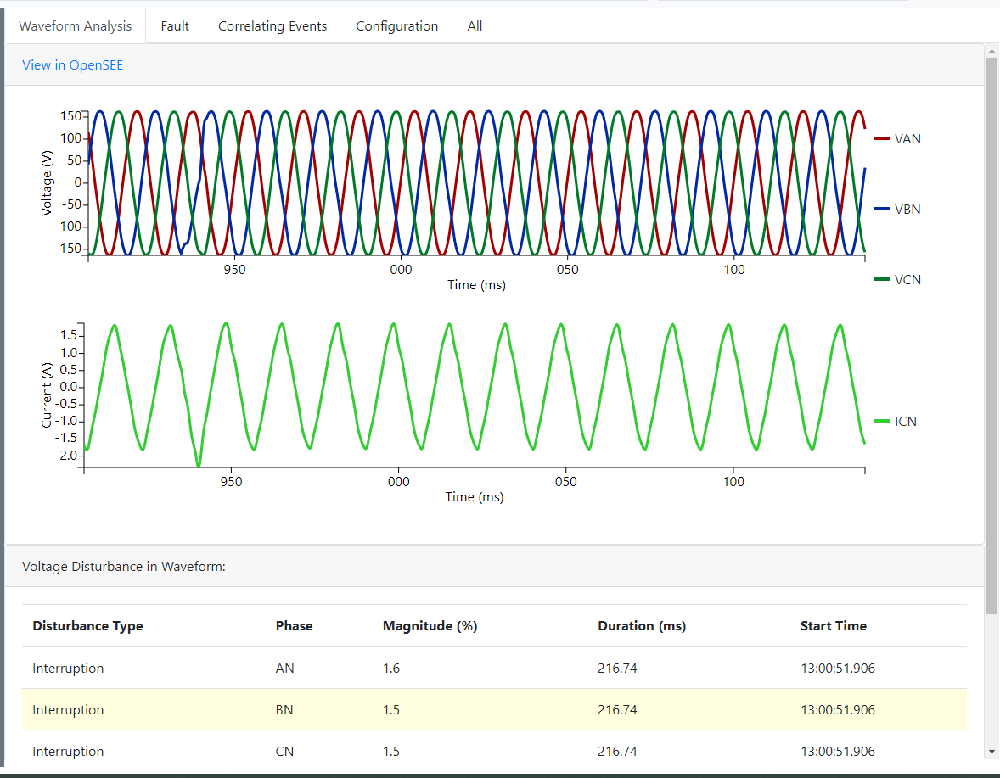 Waveform Analysis Fault Correlating Events Configuration All
View in OpenSEE
150
100
50
0
-50
-100
-150
Voltage (V)
950 000 050 100
Time (ms)
VAN
VBN
VCN
1.5
1.0
0.5
0.0
-0.5
-1.0
-1.5
-2.0
Current (A)
950 000 050 100
Time (ms)
ICN
Voltage Disturbance in Waveform:
Disturbance Type Phase Magnitude (%) Duration (ms) Start Time
Interruption AN 1.6 216.74 13:00:51.906
Interruption BN 1.5 216.74 13:00:51.906
Interruption CN 1.5 216.74 13:00:51.906